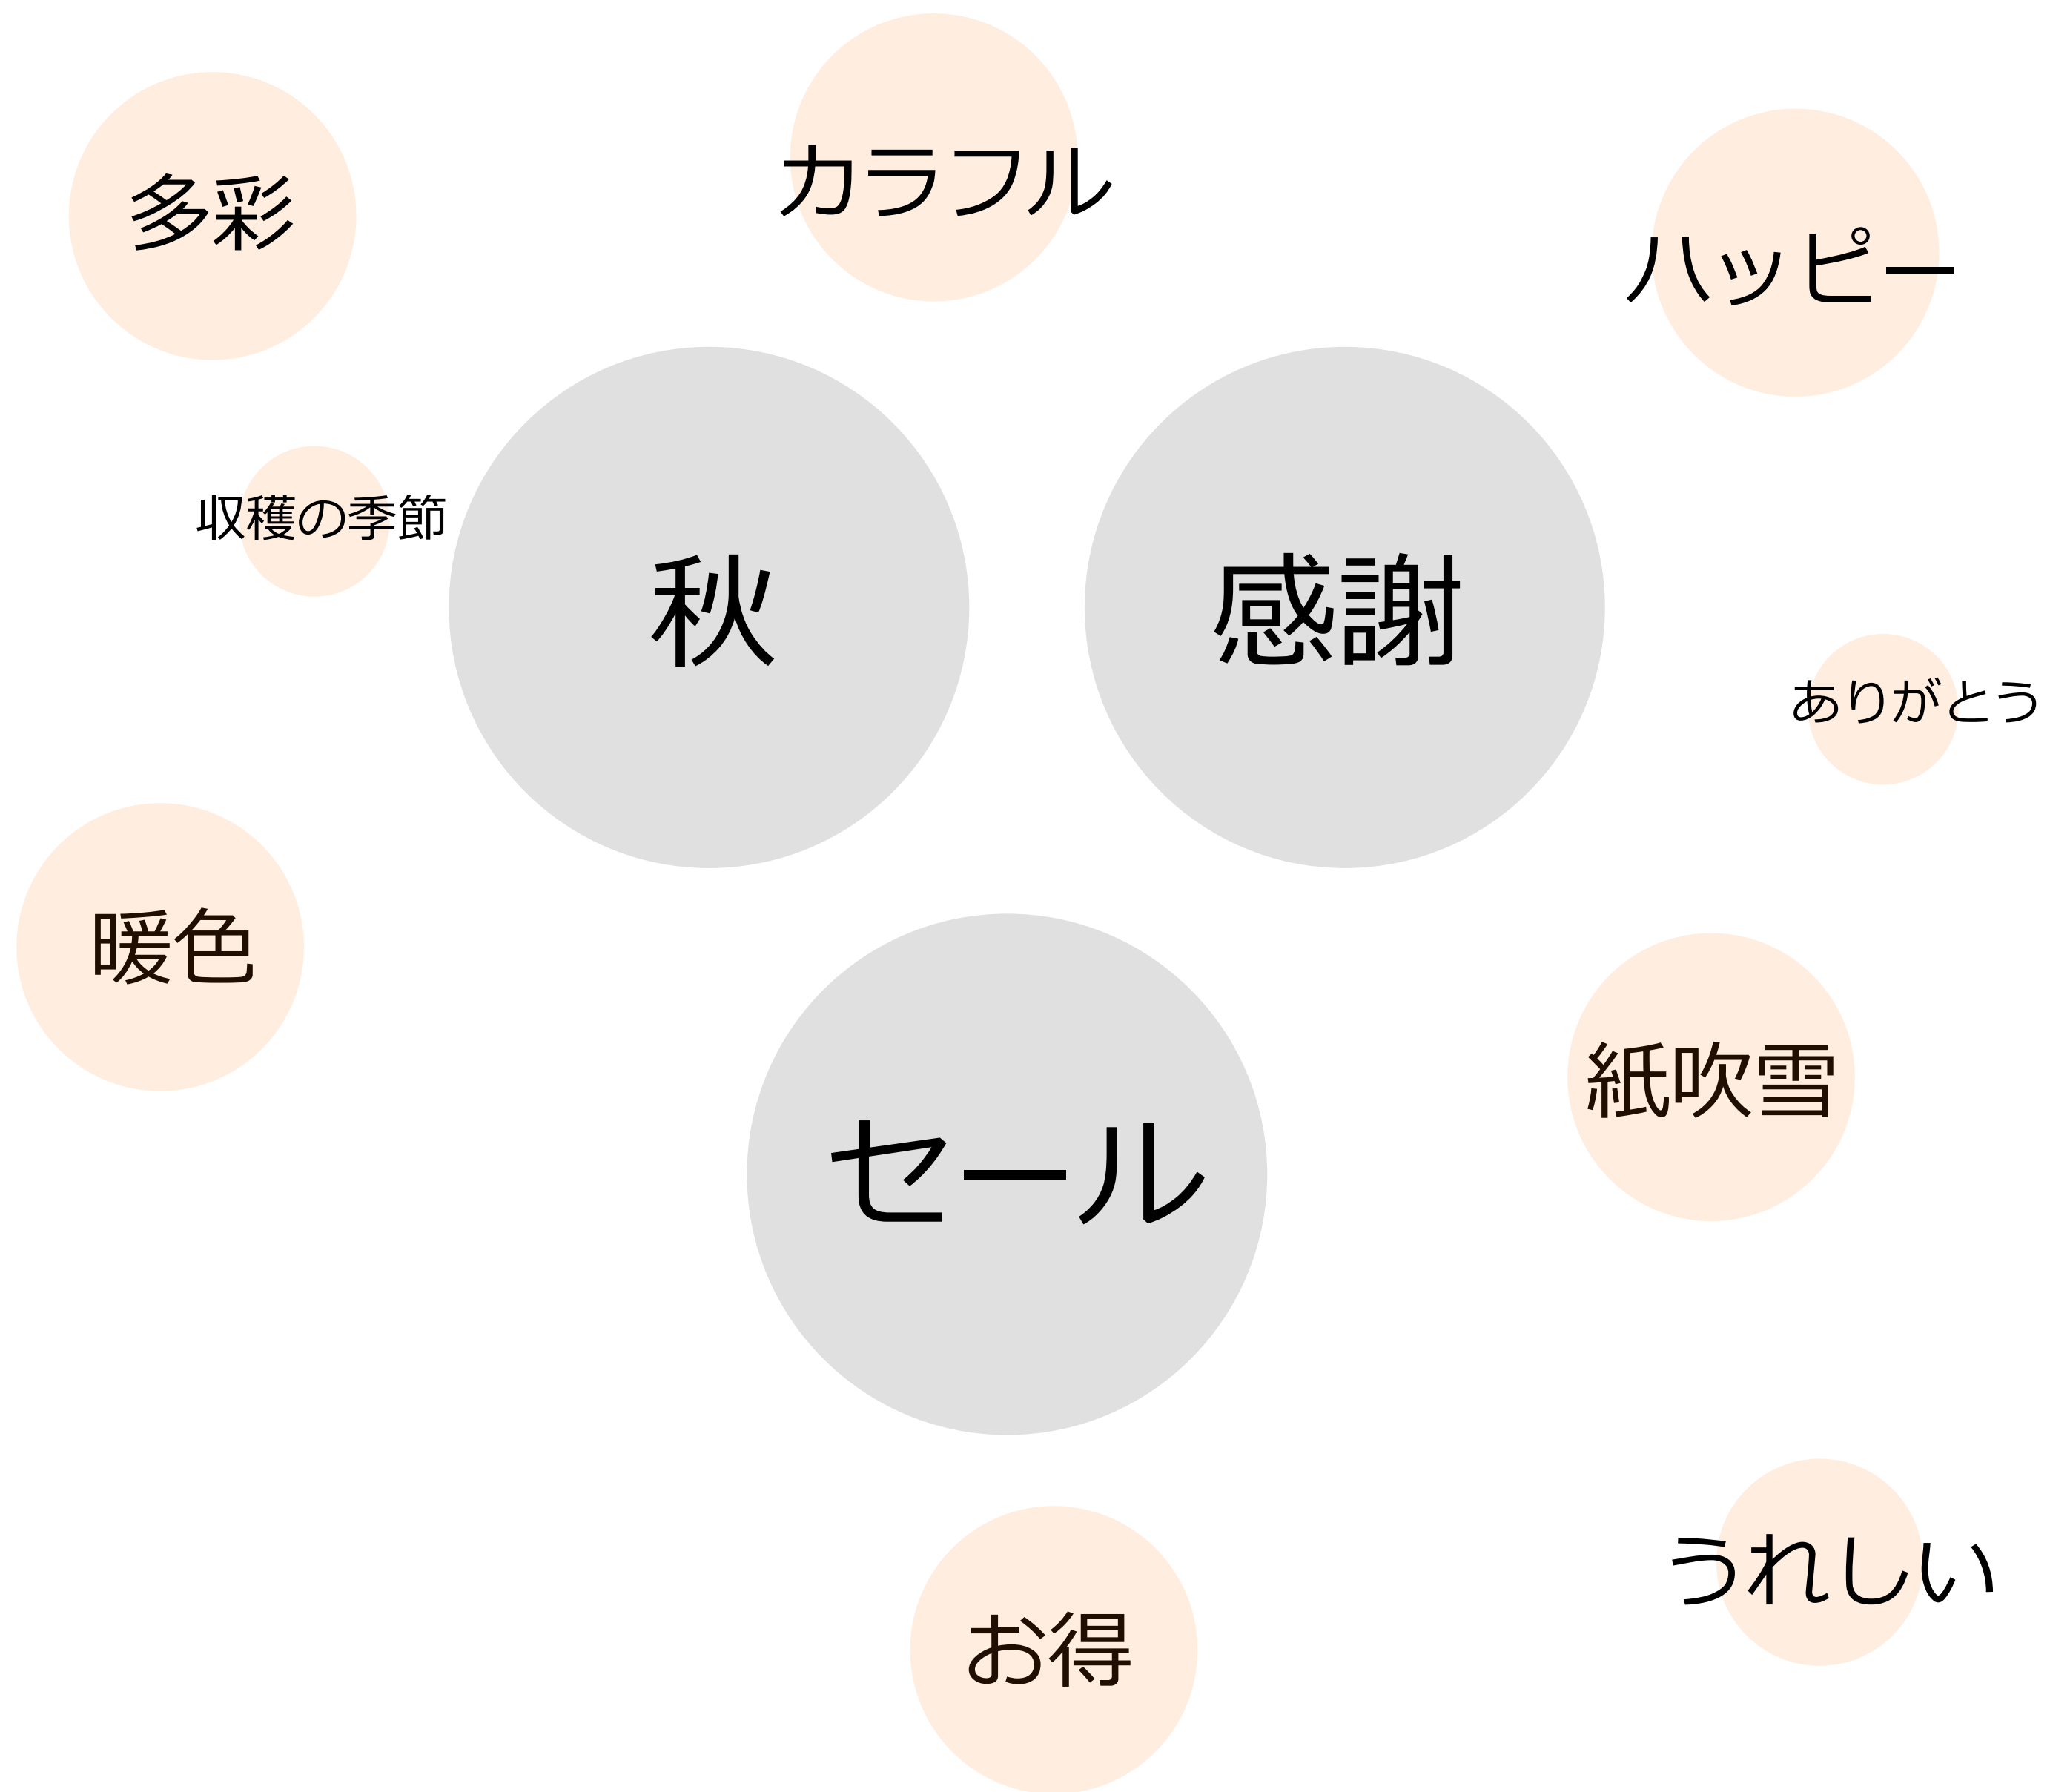 カラフル
多彩
ハッピー
収穫の季節
秋
感謝
ありがとう
暖色
紙吹雪
セール
うれしい
お得